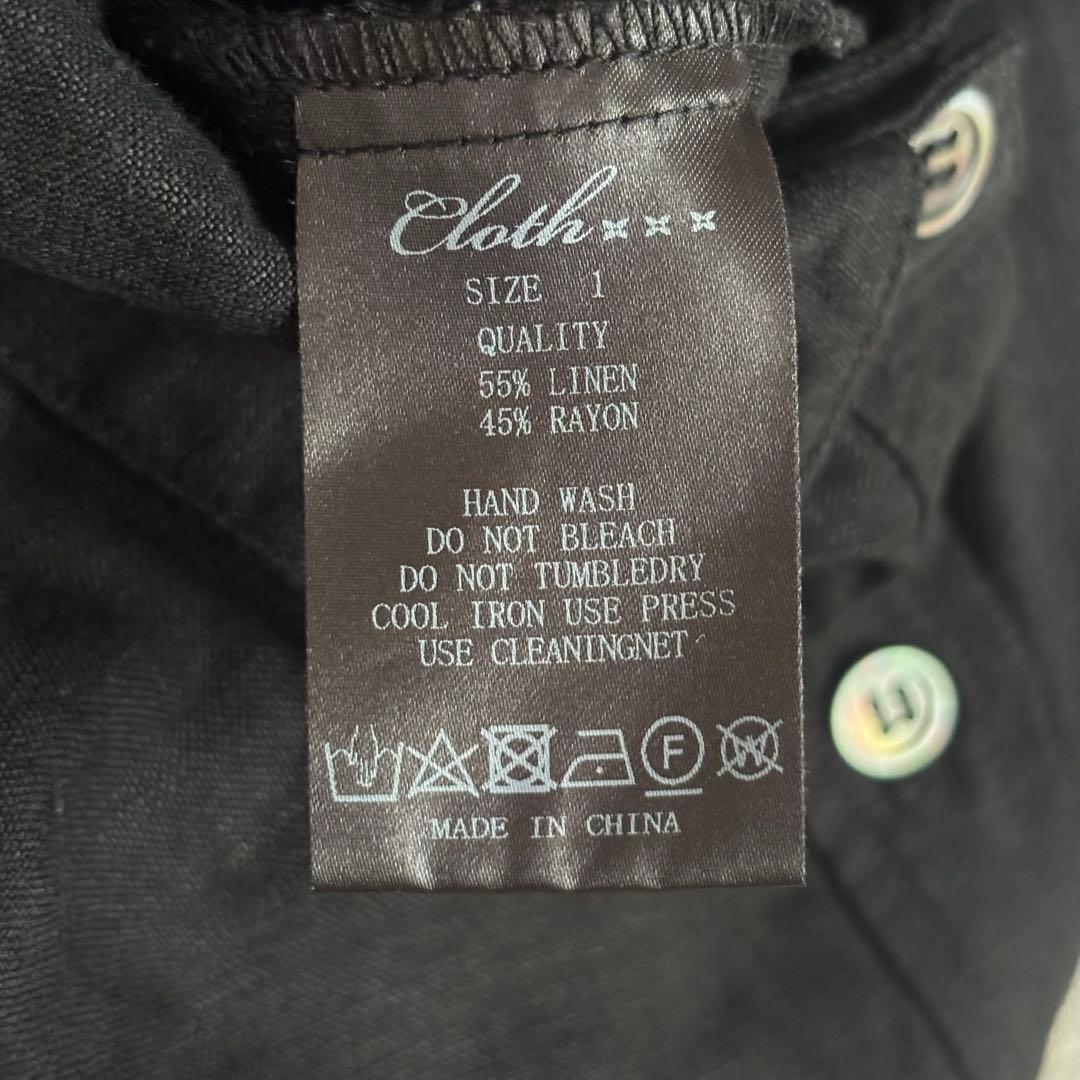 Cloth
SIZE 1
QUALITY
55% LINEN
45% RAYON
HAND WASH
DO NOT BLEACH
DO NOT TUMBLEDRY
COOL IRON USE PRESS
USE CLEANINGNET
F W
MADE IN CHINA